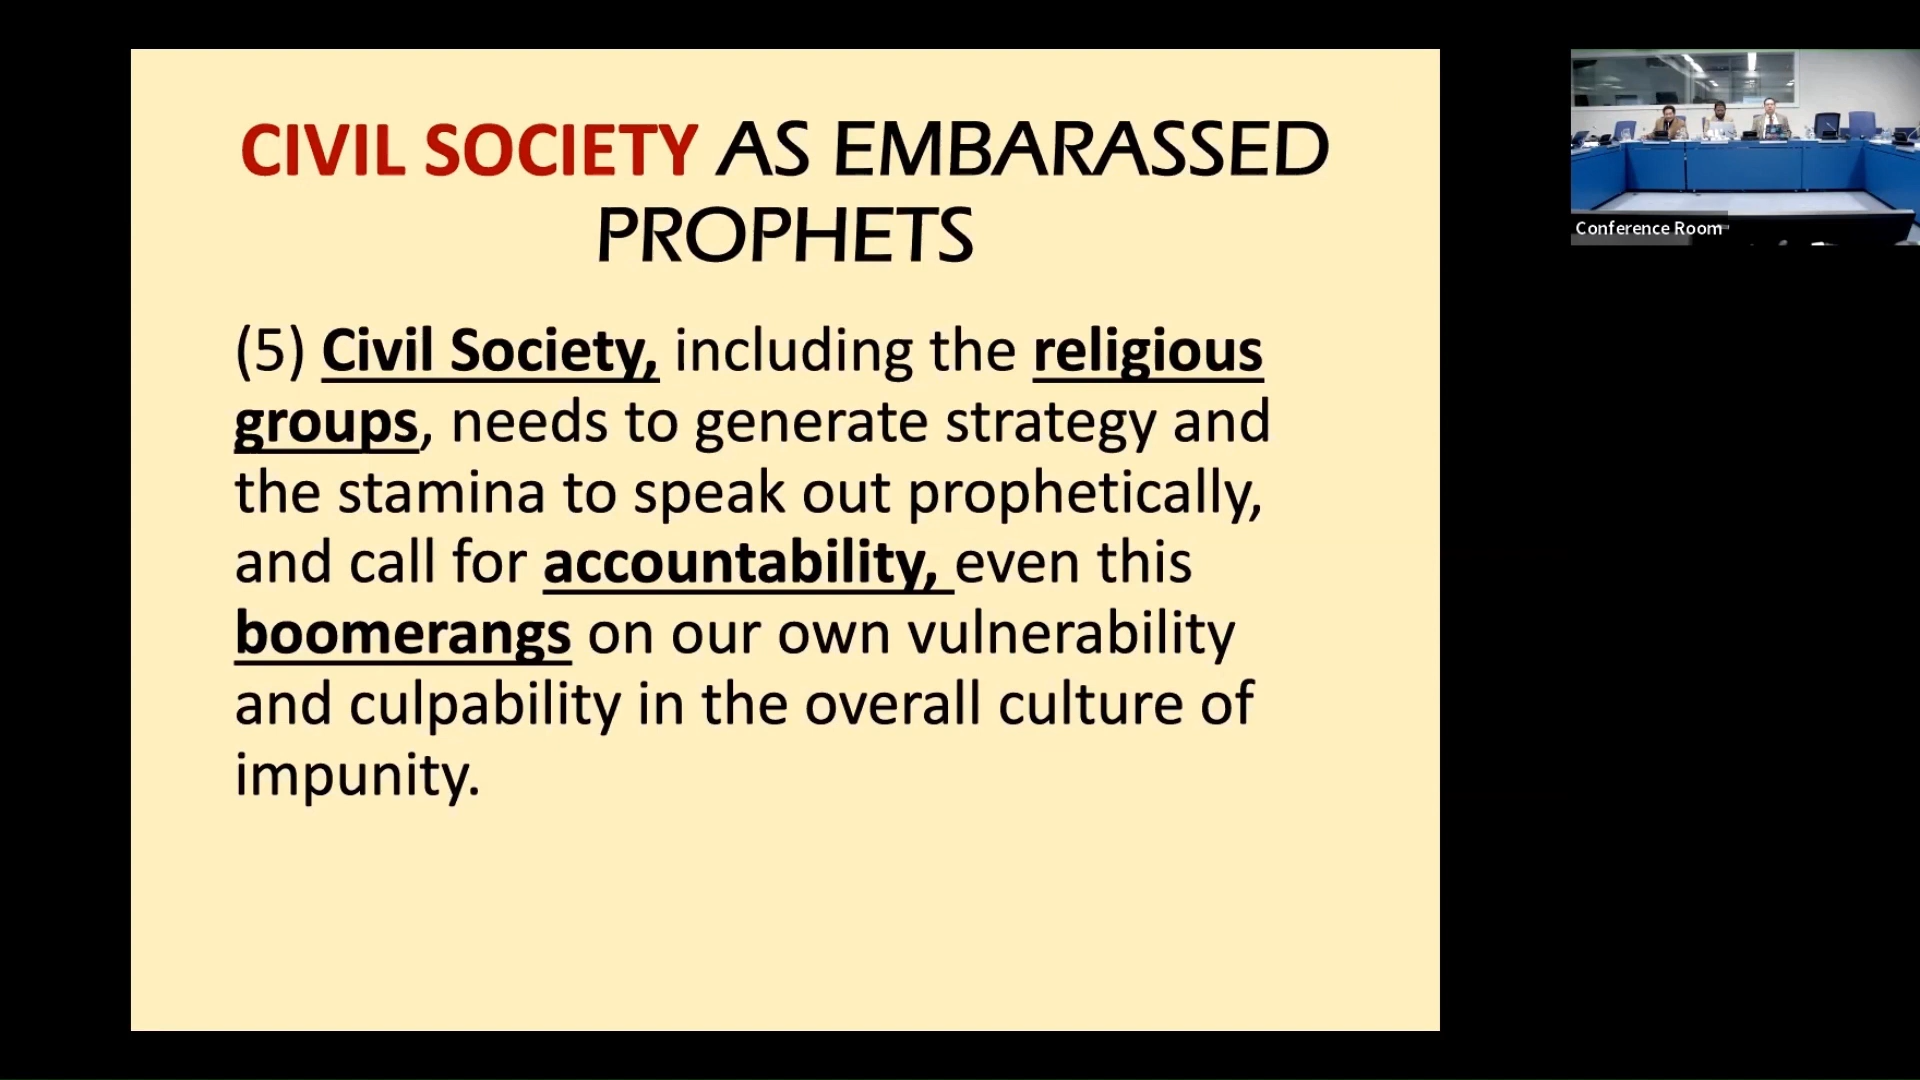 CIVIL SOCIETY AS EMBARASSED
PROPHETS
(5) Civil Society, including the religious
groups, needs to generate strategy and
the stamina to speak out prophetically,
and call for accountability, even this
boomerangs on our own vulnerability
and culpability in the overall culture of
impunity.
Conference Room